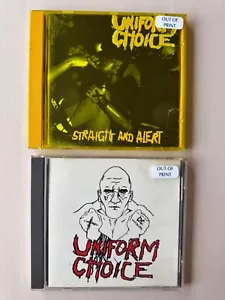 UNIFORM
CHOICE
OUT OF
PRINT
STRAIGHT AND ALERT
OUT OF
PRINT
UNIFORM
CHOICE